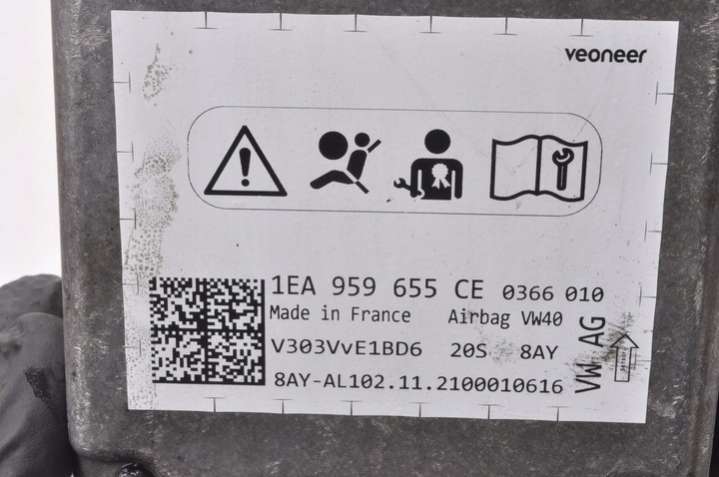 veoneer
1EA 959 655 CE 0366 010
Made in France Airbag VW40
V303VvE1BD6 20S 8AY
8AY-AL102.11.2100010616
VW AG